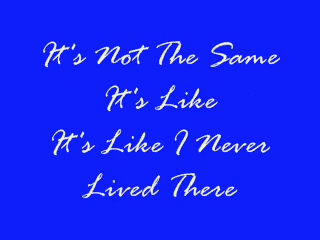 It's Not The Same
It's Like
It's Like I Never
Lived There